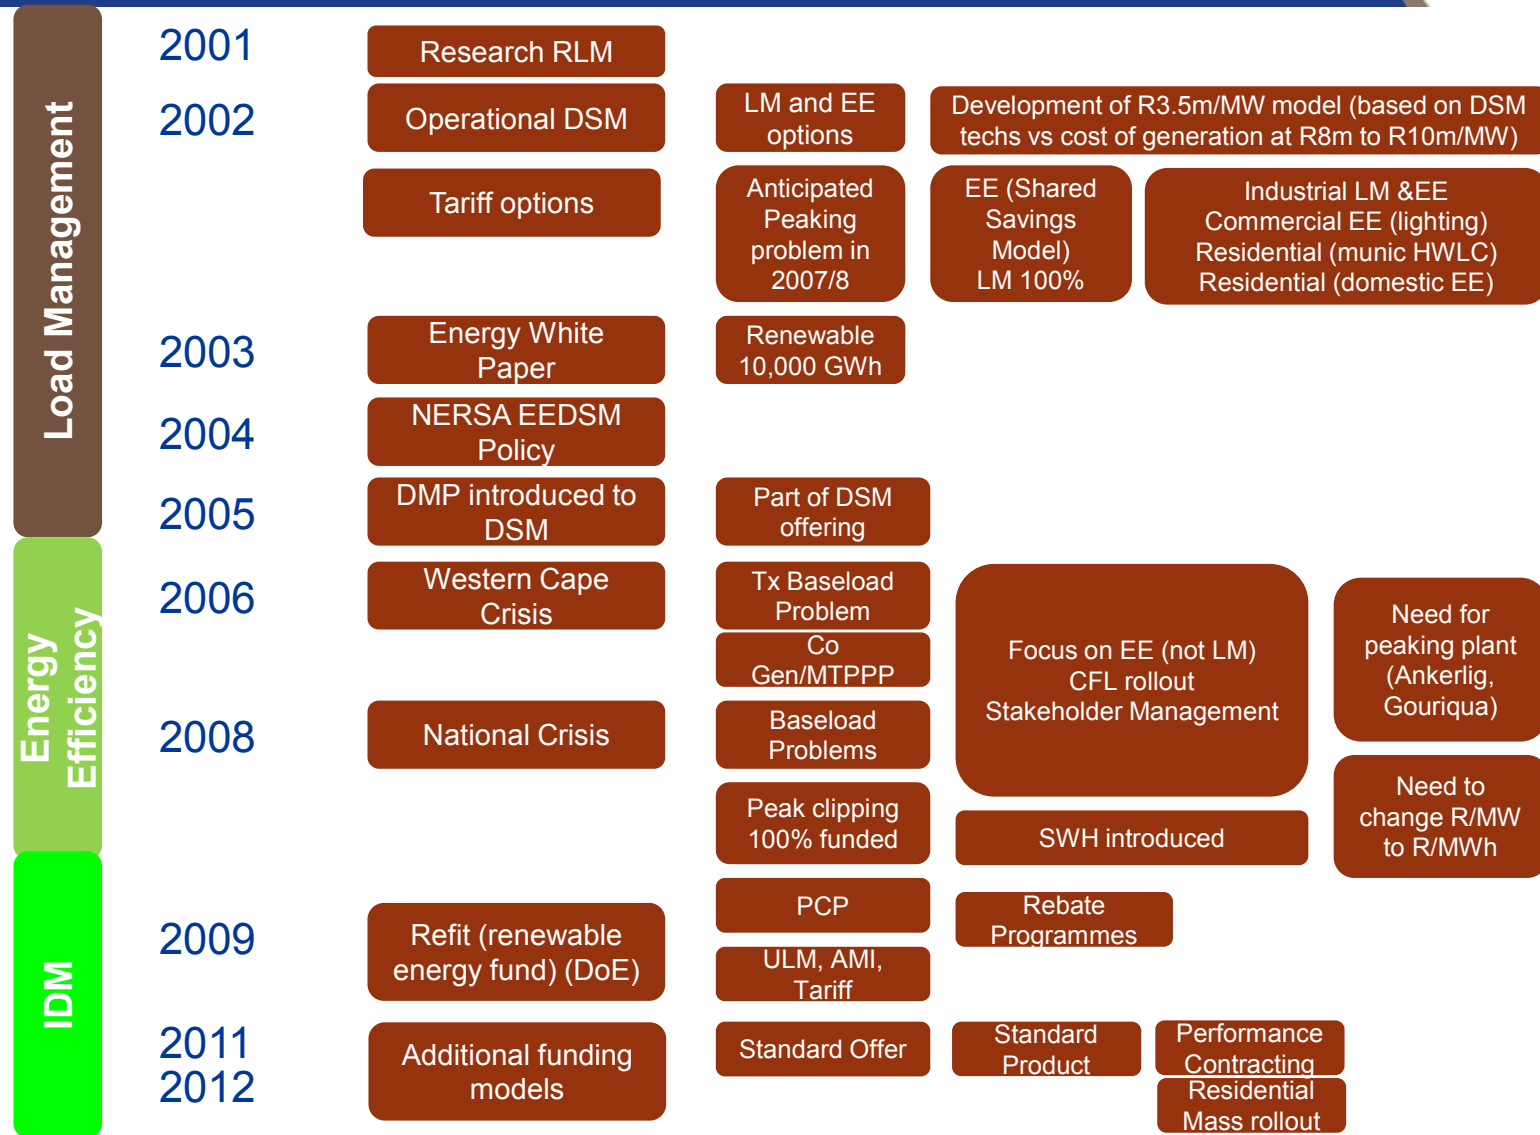 Load Management
2001
Research RLM
2002
Operational DSM
LM and EE
options
Development of R3.5m/MW model (based on DSM
techs vs cost of generation at R8m to R10m/MW)
Tariff options
Anticipated
Peaking
problem in
2007/8
EE (Shared
Savings
Model)
LM 100%
Industrial LM &EE
Commercial EE (lighting)
Residential (munic HWLC)
Residential (domestic EE)
2003
Energy White
Paper
Renewable
10,000 GWh
2004
NERSA EEDSM
Policy
2005
DMP introduced to
DSM
Part of DSM
offering
Energy
Efficiency
2006
Western Cape
Crisis
Tx Baseload
Problem
Co
Gen/MTPPP
Focus on EE (not LM)
CFL rollout
Stakeholder Management
Need for
peaking plant
(Ankerlig,
Gouriqua)
2008
National Crisis
Baseload
Problems
Peak clipping
100% funded
SWH introduced
Need to
change R/MW
to R/MWh
IDM
2009
Refit (renewable
energy fund) (DoE)
PCP
Rebate
Programmes
ULM, AMI,
Tariff
2011
2012
Additional funding
models
Standard Offer
Standard
Product
Performance
Contracting
Residential
Mass rollout